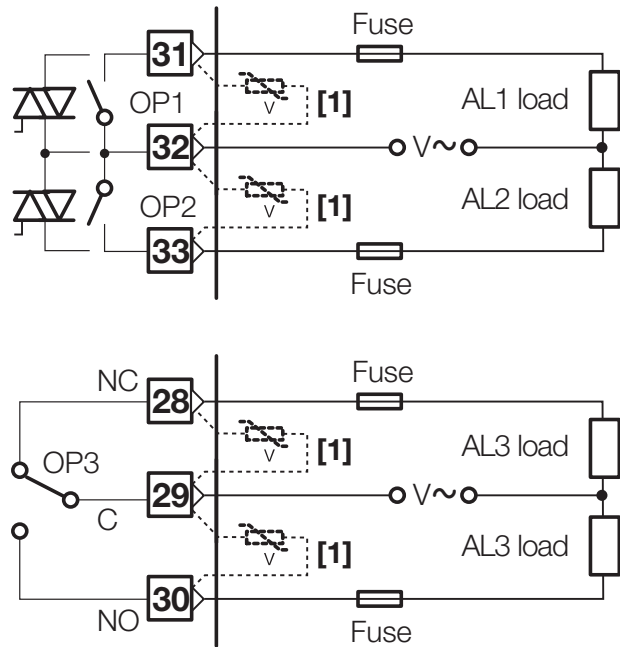 Fuse
31
V
[1]
AL1 load
OP1
32
V~
V
[1]
AL2 load
OP2
33
Fuse
NC
Fuse
28
V
[1]
AL3 load
OP3
29
V~
C
V
[1]
AL3 load
30
NO
Fuse